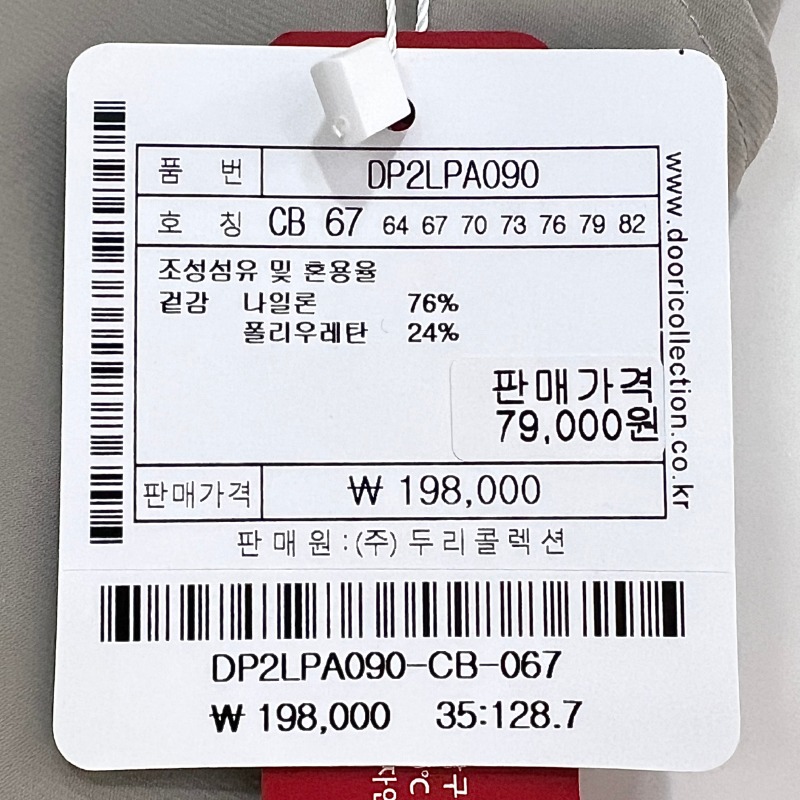 품 번 DP2LPA090
호 칭 CB 67 64 67 70 73 76 79 82
조성섬유 및 혼용율
겉감 나일론 76%
폴리우레탄 24%
판매가격
79,000원
판매가격 ₩ 198,000
판매원:(주)두리콜렉션
www.dooricollection.co.kr
DP2LPA090-CB-067
₩ 198,000 35:128.7